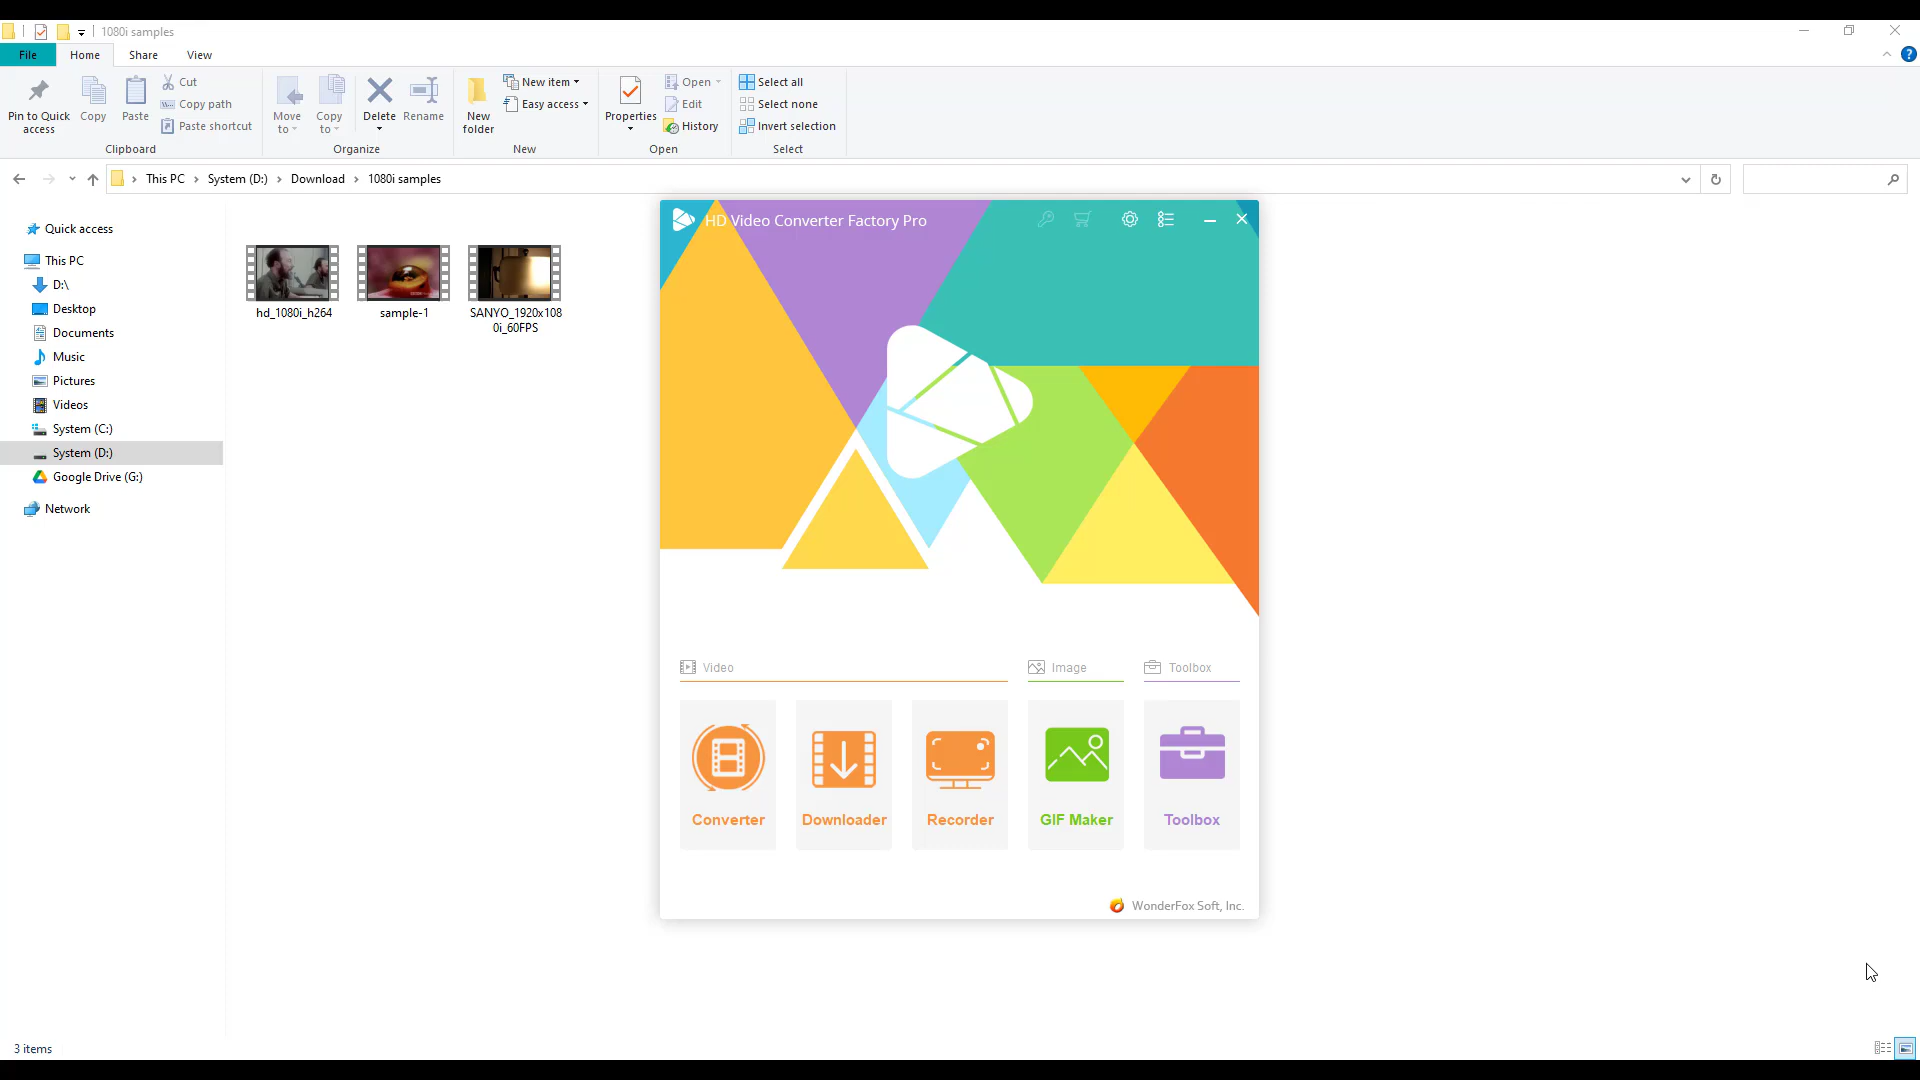 1080i samples
File Home Share View
Pin to Quick access
Copy
Paste
Cut
Copy path
Paste shortcut
Clipboard
Move to
Copy to
Delete
Rename
Organize
New folder
New item
Easy access
New
Properties
Open
Edit
History
Open
Select all
Select none
Invert selection
Select
This PC System (D:) Download 1080i samples
Quick access
This PC
D:\
Desktop
Documents
Music
Pictures
Videos
System (C:)
System (D:)
Google Drive (G:)
Network
hd_1080i_h264
sample-1
SANYO_1920x108
0i_60FPS
HD Video Converter Factory Pro
Video
Image
Toolbox
Converter
Downloader
Recorder
GIF Maker
Toolbox
WonderFox Soft, Inc.
3 items